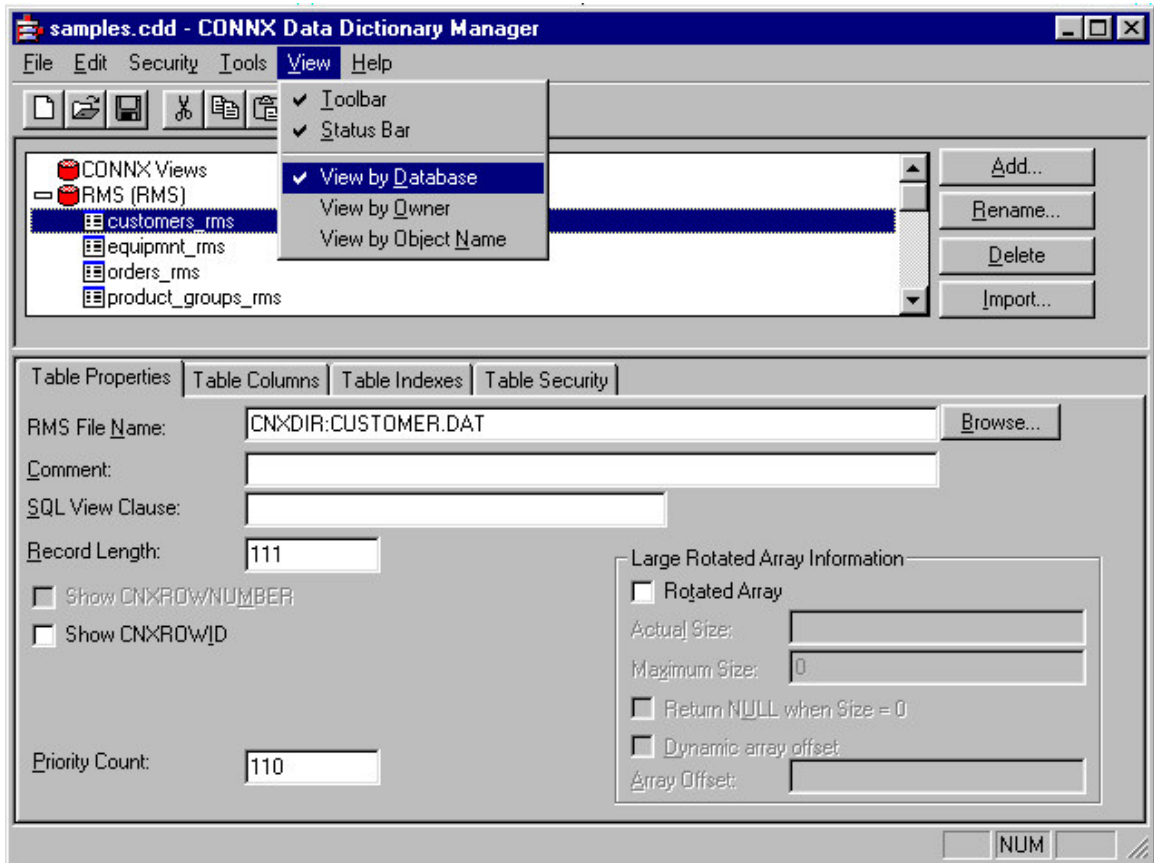 samples.cdd - CONNX Data Dictionary Manager
File Edit Security Tools View Help
Toolbar
Status Bar
View by Database
View by Owner
View by Object Name
CONNX Views
RMS (RMS)
customers_rms
equipmnt_rms
orders_rms
product_groups_rms
Add...
Rename...
Delete
Import...
Table Properties Table Columns Table Indexes Table Security
RMS File Name: CNXDIR:CUSTOMER.DAT Browse...
Comment:
SQL View Clause:
Record Length: 111
Show CNXROWNUMBER
Show CNXROWID
Priority Count: 110
Large Rotated Array Information
Rotated Array
Actual Size:
Maximum Size: 0
Return NULL when Size = 0
Dynamic array offset
Array Offset:
NUM